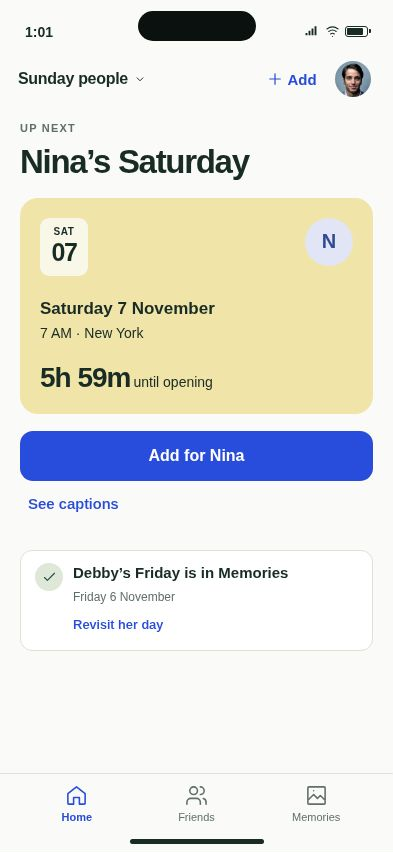 1:01
Sunday people
Add
UP NEXT
Nina’s Saturday
SAT
07
N
Saturday 7 November
7 AM · New York
5h 59m until opening
Add for Nina
See captions
Debby’s Friday is in Memories
Friday 6 November
Revisit her day
Home
Friends
Memories